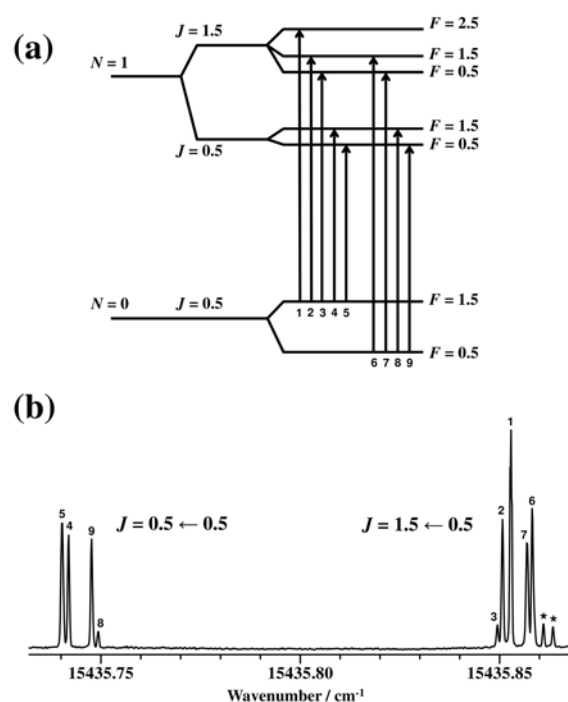 (a)
N = 1
J = 1.5
J = 0.5
F = 2.5
F = 1.5
F = 0.5
F = 1.5
F = 0.5
N = 0
J = 0.5
F = 1.5
F = 0.5
1 2 3 4 5
6 7 8 9
(b)
5 4 9 8
J = 0.5 ← 0.5
J = 1.5 ← 0.5
3 2 1 7 6 * *
15435.75 15435.80 15435.85
Wavenumber / cm⁻¹